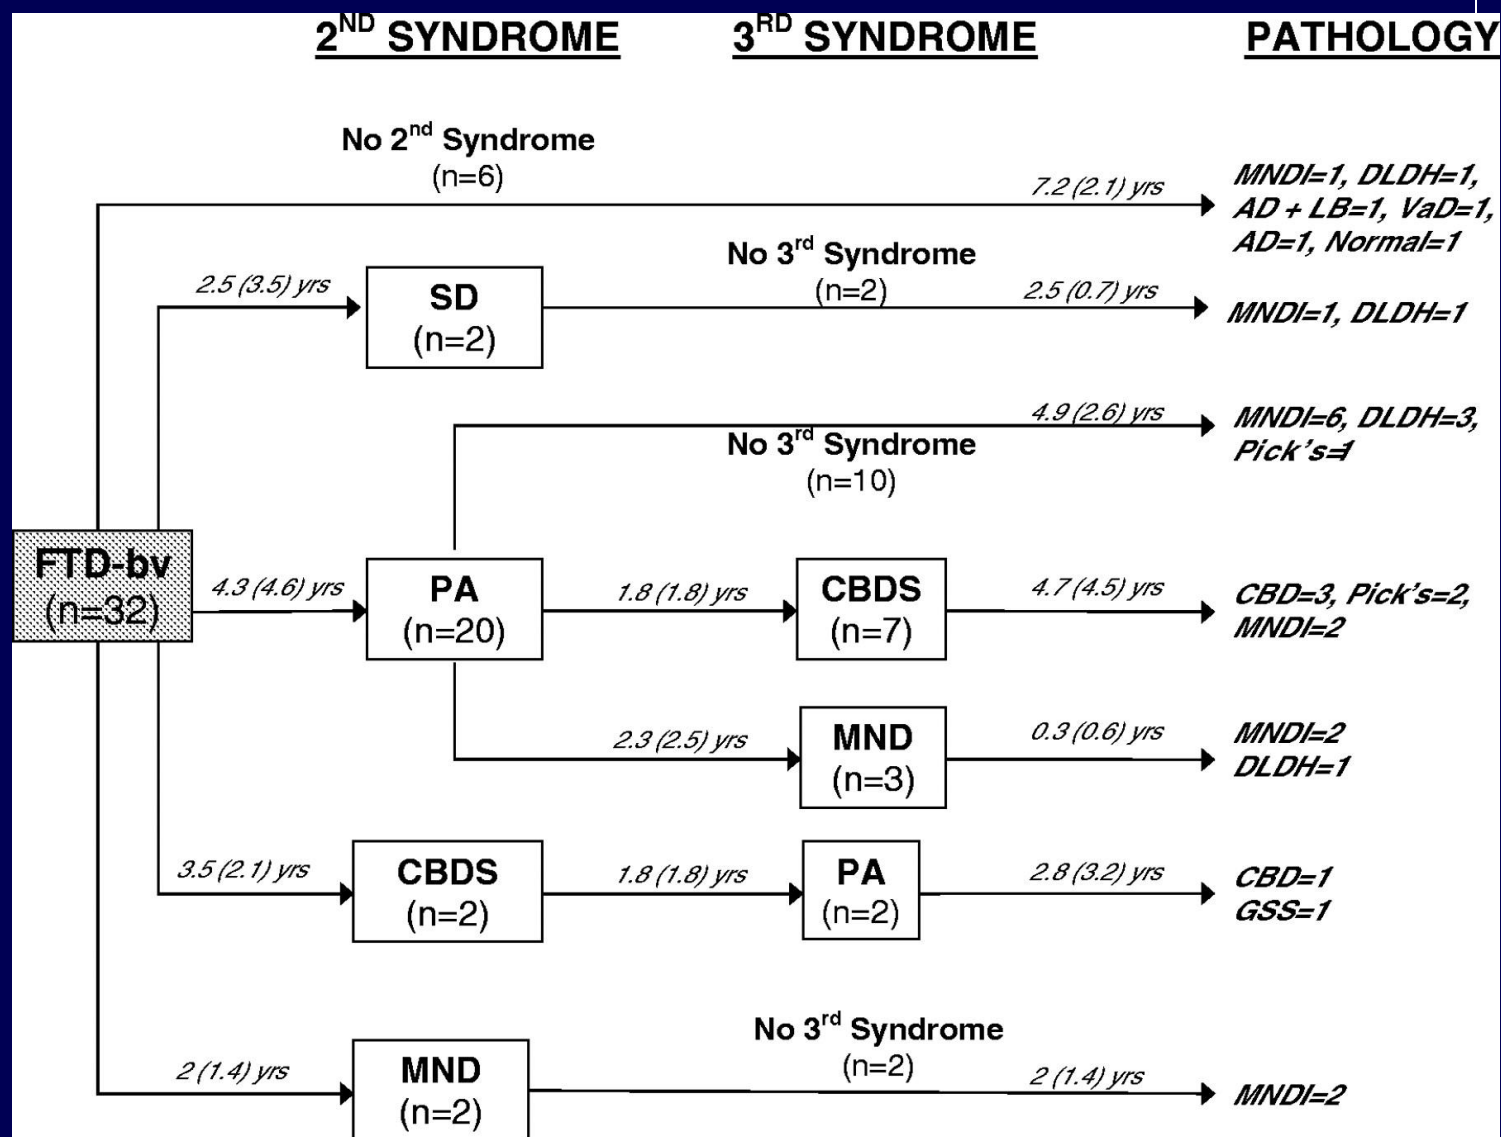 2ND SYNDROME
3RD SYNDROME
PATHOLOGY
No 2nd Syndrome
(n=6)
7.2 (2.1) yrs
MNDI=1, DLDH=1,
AD + LB=1, VaD=1,
AD=1, Normal=1
2.5 (3.5) yrs
SD
(n=2)
No 3rd Syndrome
(n=2)
2.5 (0.7) yrs
MNDI=1, DLDH=1
4.9 (2.6) yrs
No 3rd Syndrome
(n=10)
MNDI=6, DLDH=3,
Pick's=1
FTD-bv
(n=32)
4.3 (4.6) yrs
PA
(n=20)
1.8 (1.8) yrs
CBDS
(n=7)
4.7 (4.5) yrs
CBD=3, Pick's=2,
MNDI=2
2.3 (2.5) yrs
MND
(n=3)
0.3 (0.6) yrs
MNDI=2
DLDH=1
3.5 (2.1) yrs
CBDS
(n=2)
1.8 (1.8) yrs
PA
(n=2)
2.8 (3.2) yrs
CBD=1
GSS=1
2 (1.4) yrs
MND
(n=2)
No 3rd Syndrome
(n=2)
2 (1.4) yrs
MNDI=2